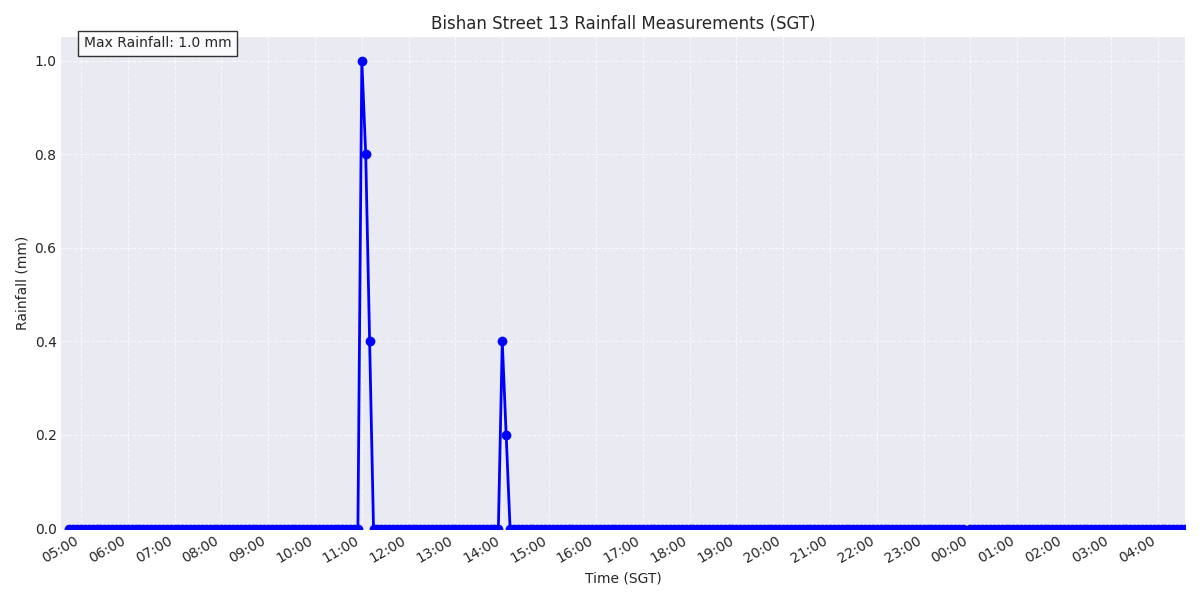 Bishan Street 13 Rainfall Measurements (SGT)
Max Rainfall: 1.0 mm
1.0
0.8
0.6
0.4
0.2
0.0
Rainfall (mm)
05:00 06:00 07:00 08:00 09:00 10:00 11:00 12:00 13:00 14:00 15:00 16:00 17:00 18:00 19:00 20:00 21:00 22:00 23:00 00:00 01:00 02:00 03:00 04:00
Time (SGT)